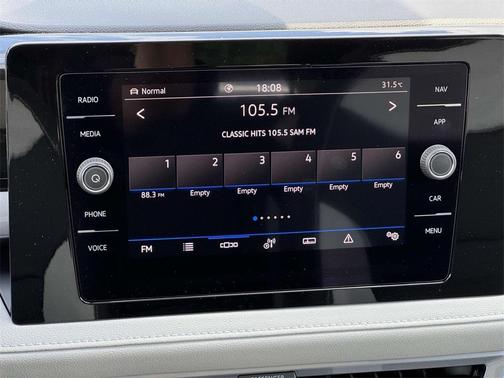 RADIO
MEDIA
PHONE
VOICE
Normal 18:08 31.5°C
< 105.5 FM >
CLASSIC HITS 105.5 SAM FM
1 2 3 4 5 6
88.3 FM Empty Empty Empty Empty Empty
FM
NAV
APP
CAR
MENU